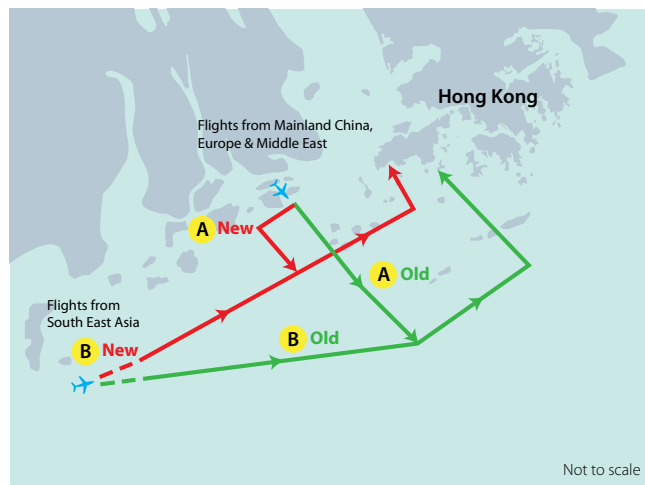 Hong Kong
Flights from Mainland China,
Europe & Middle East
A New
A Old
Flights from
South East Asia
B New
B Old
Not to scale